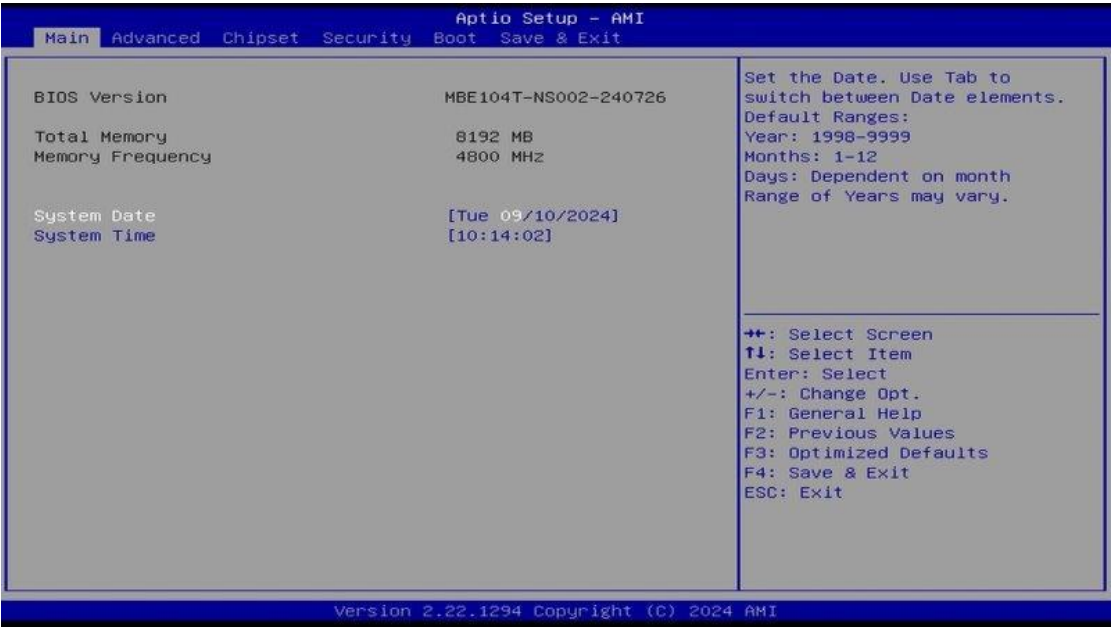 Aptio Setup - AMI
Main Advanced Chipset Security Boot Save & Exit
BIOS Version MBE104T-NS002-240726
Total Memory 8192 MB
Memory Frequency 4800 MHz
System Date [Tue 09/10/2024]
System Time [10:14:02]
Set the Date. Use Tab to
switch between Date elements.
Default Ranges:
Year: 1998-9999
Months: 1-12
Days: Dependent on month
Range of Years may vary.
→←: Select Screen
↑↓: Select Item
Enter: Select
+/-: Change Opt.
F1: General Help
F2: Previous Values
F3: Optimized Defaults
F4: Save & Exit
ESC: Exit
Version 2.22.1294 Copyright (C) 2024 AMI